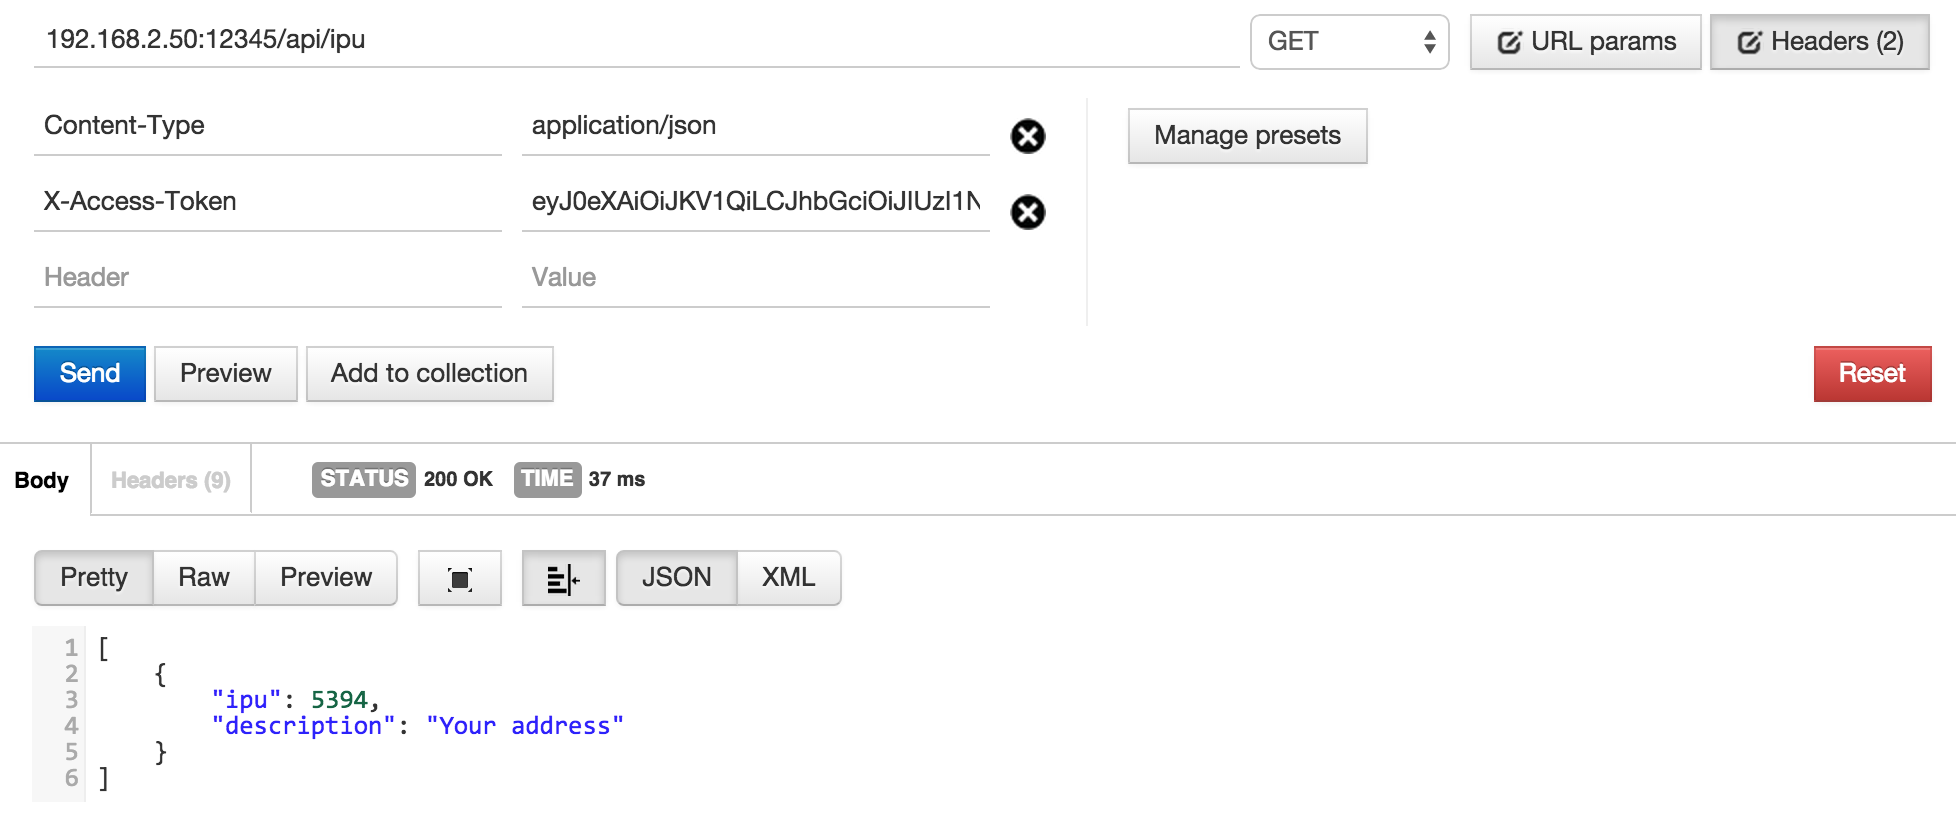 192.168.2.50:12345/api/ipu GET URL params Headers (2)
Content-Type application/json Manage presets
X-Access-Token eyJ0eXAiOiJKV1QiLCJhbGciOiJIUzI1N
Header Value
Send Preview Add to collection Reset
Body Headers (9) STATUS 200 OK TIME 37 ms
Pretty Raw Preview JSON XML
1 [
2 {
3 "ipu": 5394,
4 "description": "Your address"
5 }
6 ]